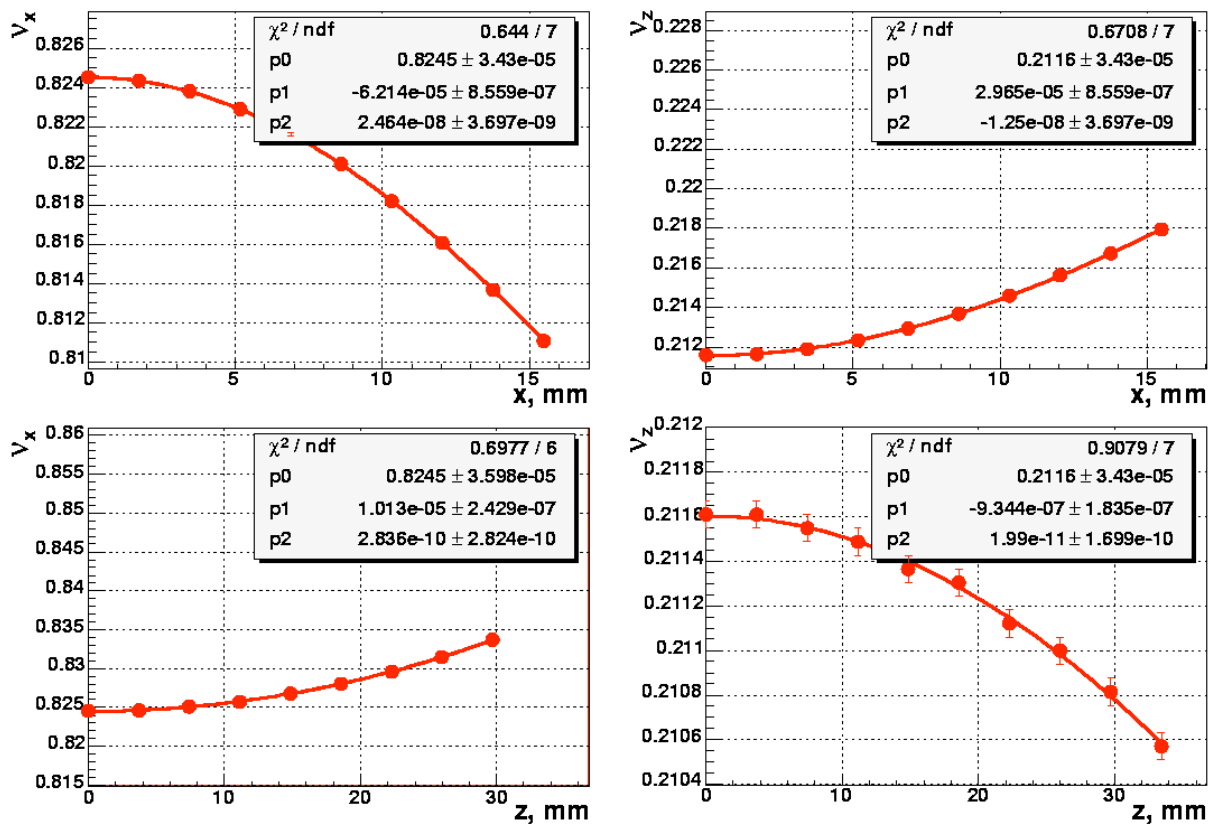 νx
0.826
0.824
0.822
0.82
0.818
0.816
0.814
0.812
0.81
0 5 10 15
x, mm
χ² / ndf 0.644 / 7
p0 0.8245 ± 3.43e-05
p1 -6.214e-05 ± 8.559e-07
p2 2.464e-08 ± 3.697e-09
νz
0.228
0.226
0.224
0.222
0.22
0.218
0.216
0.214
0.212
0 5 10 15
x, mm
χ² / ndf 0.6708 / 7
p0 0.2116 ± 3.43e-05
p1 2.965e-05 ± 8.559e-07
p2 -1.25e-08 ± 3.697e-09
νx
0.86
0.855
0.85
0.845
0.84
0.835
0.83
0.825
0.82
0.815
0 10 20 30
z, mm
χ² / ndf 0.6977 / 6
p0 0.8245 ± 3.598e-05
p1 1.013e-05 ± 2.429e-07
p2 2.836e-10 ± 2.824e-10
νz
0.212
0.2118
0.2116
0.2114
0.2112
0.211
0.2108
0.2106
0.2104
0 10 20 30
z, mm
χ² / ndf 0.9079 / 7
p0 0.2116 ± 3.43e-05
p1 -9.344e-07 ± 1.835e-07
p2 1.99e-11 ± 1.699e-10